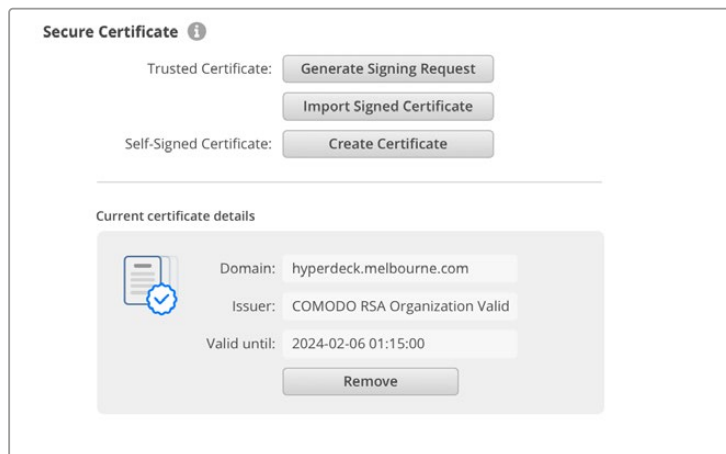 Secure Certificate
Trusted Certificate: Generate Signing Request
Import Signed Certificate
Self-Signed Certificate: Create Certificate
Current certificate details
Domain: hyperdeck.melbourne.com
Issuer: COMODO RSA Organization Valid
Valid until: 2024-02-06 01:15:00
Remove